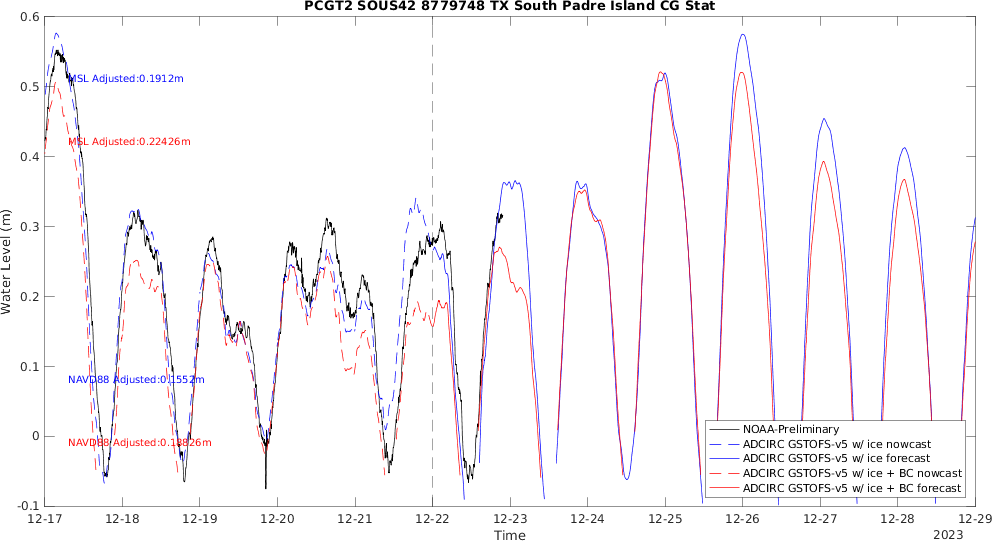 PCGT2 SOUS42 8779748 TX South Padre Island CG Stat
0.6
0.5
0.4
0.3
0.2
0.1
0
-0.1
Water Level (m)
MSL Adjusted:0.1912m
MSL Adjusted:0.22426m
NAVD88 Adjusted:0.1552m
NAVD88 Adjusted:0.18826m
NOAA-Preliminary
ADCIRC GSTOFS-v5 w/ ice nowcast
ADCIRC GSTOFS-v5 w/ ice forecast
ADCIRC GSTOFS-v5 w/ ice + BC nowcast
ADCIRC GSTOFS-v5 w/ ice + BC forecast
12-17 12-18 12-19 12-20 12-21 12-22 12-23 12-24 12-25 12-26 12-27 12-28 12-29
Time
2023